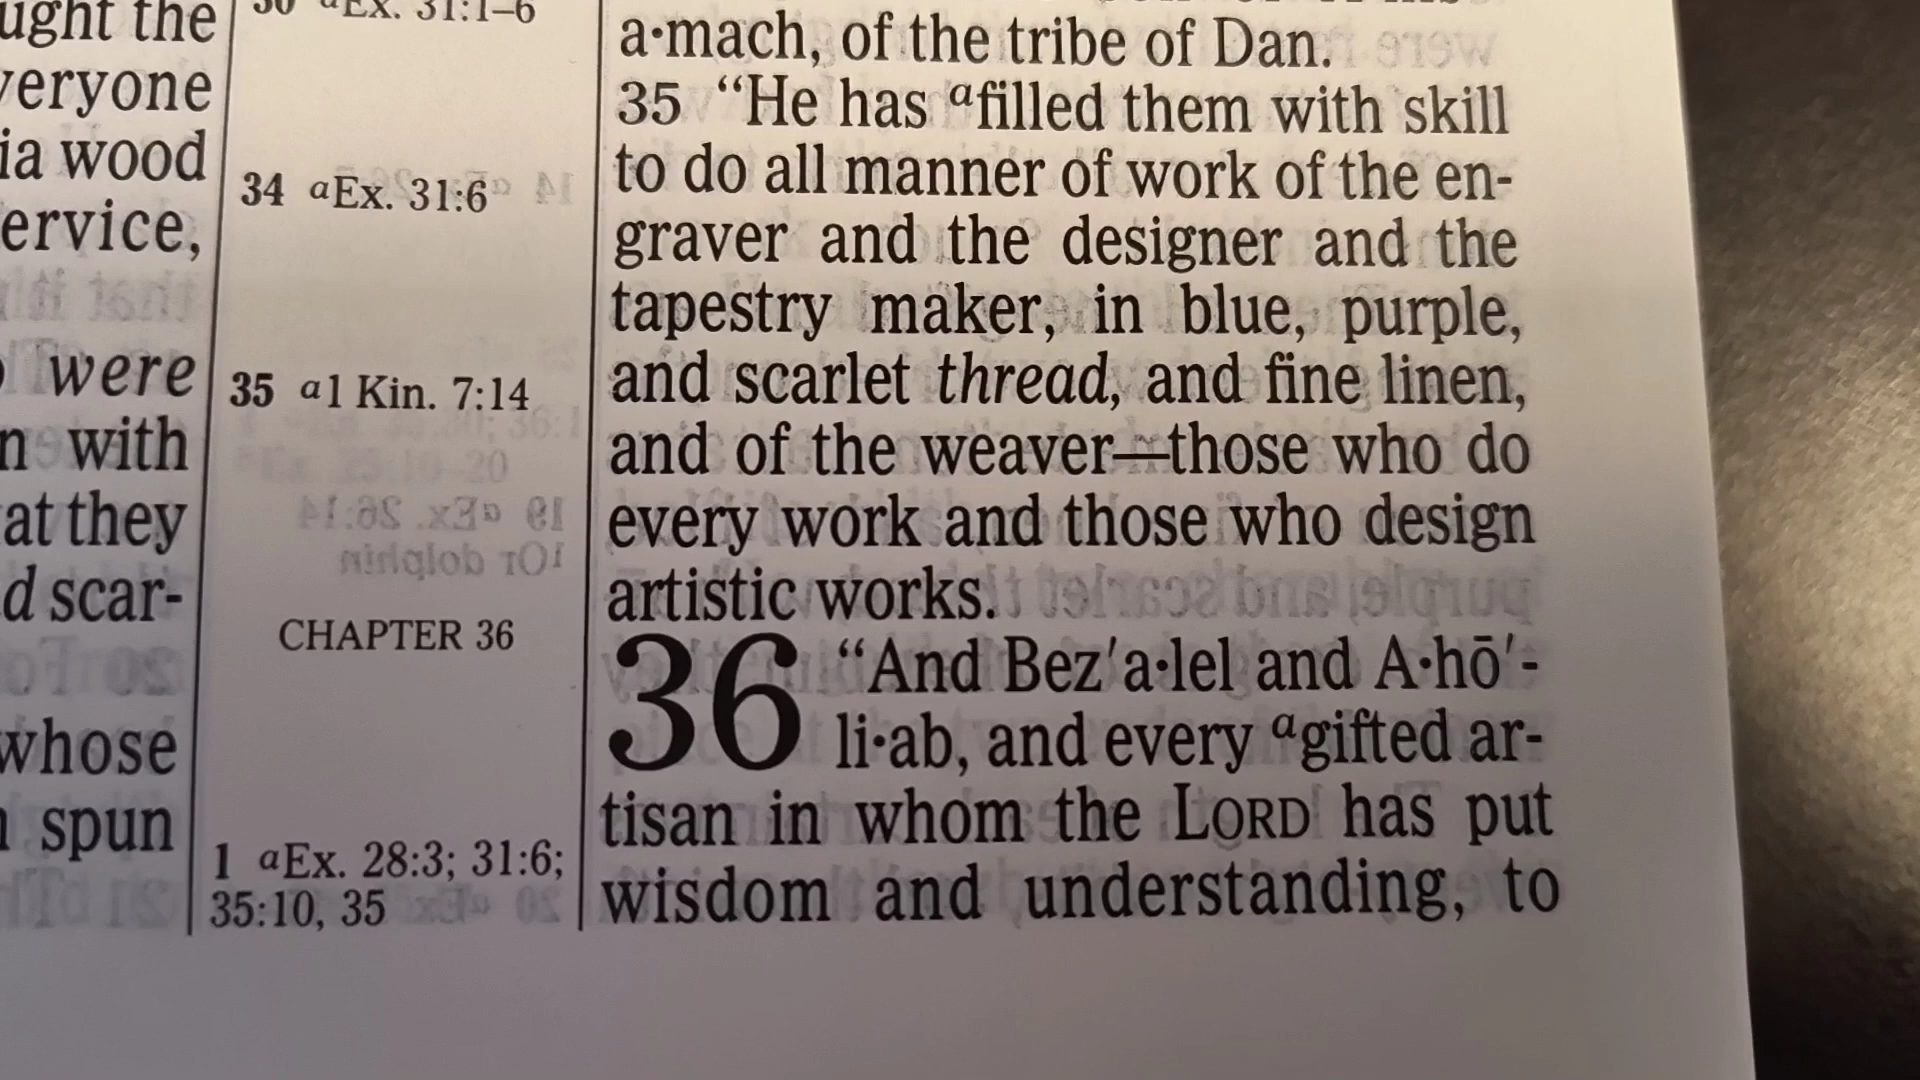 ught the
veryone
ia wood
ervice,
were
with
at they
d scar-
whose
spun
30 aEx. 31:1–6
34 aEx. 31:6
35 a1 Kin. 7:14
CHAPTER 36
1 aEx. 28:3; 31:6;
35:10, 35
a•mach, of the tribe of Dan.
35 “He has afilled them with skill
to do all manner of work of the en-
graver and the designer and the
tapestry maker, in blue, purple,
and scarlet thread, and fine linen,
and of the weaver—those who do
every work and those who design
artistic works.
36 “And Bez′a•lel and A•hō′-
li•ab, and every agifted ar-
tisan in whom the LORD has put
wisdom and understanding, to